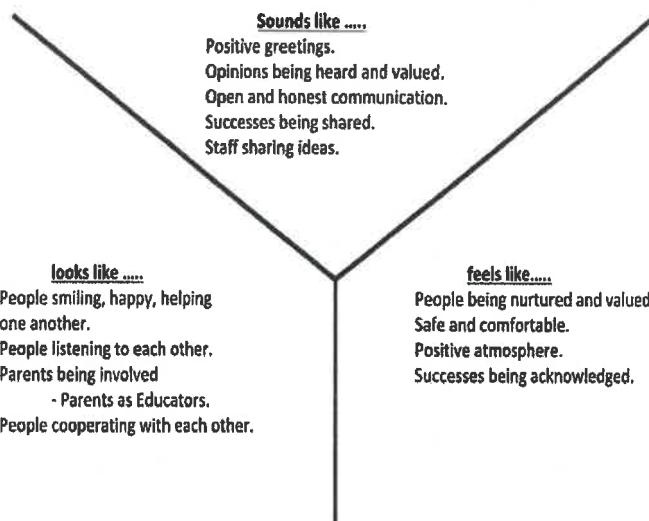 Sounds like .....
Positive greetings.
Opinions being heard and valued.
Open and honest communication.
Successes being shared.
Staff sharing ideas.
looks like .....
People smiling, happy, helping
one another.
People listening to each other.
Parents being involved
- Parents as Educators.
People cooperating with each other.
feels like.....
People being nurtured and valued
Safe and comfortable.
Positive atmosphere.
Successes being acknowledged.